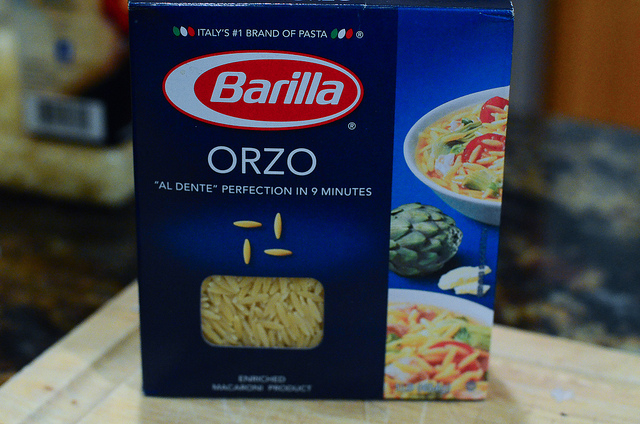 ITALY'S #1 BRAND OF PASTA ®
Barilla
®
ORZO
"AL DENTE" PERFECTION IN 9 MINUTES
ENRICHED
MACARONI PRODUCT